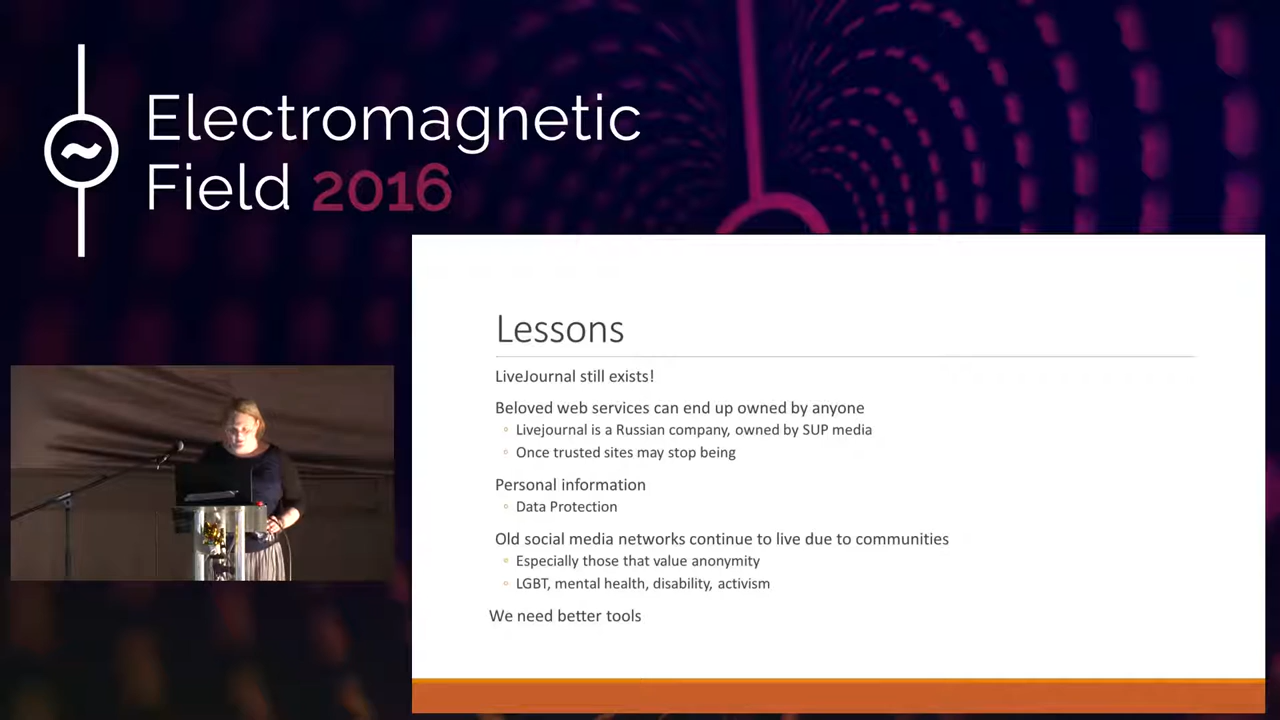 Electromagnetic
Field 2016
Lessons
LiveJournal still exists!
Beloved web services can end up owned by anyone
Livejournal is a Russian company, owned by SUP media
Once trusted sites may stop being
Personal information
Data Protection
Old social media networks continue to live due to communities
Especially those that value anonymity
LGBT, mental health, disability, activism
We need better tools